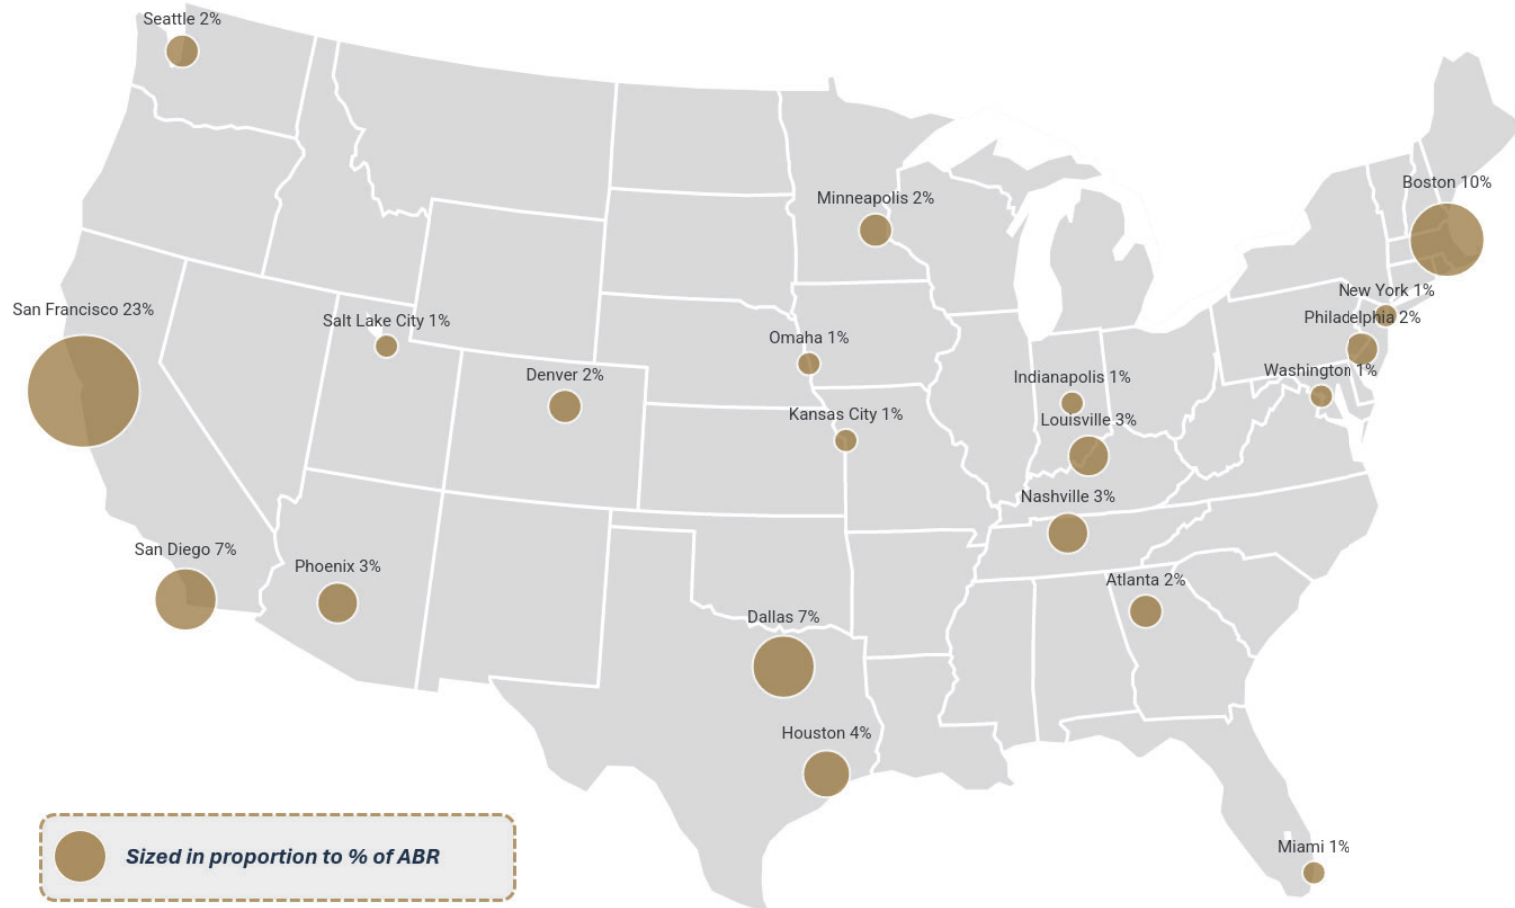 Seattle 2%
Boston 10%
Minneapolis 2%
New York 1%
San Francisco 23%
Philadelphia 2%
Salt Lake City 1%
Omaha 1%
Washington 1%
Denver 2%
Indianapolis 1%
Kansas City 1%
Louisville 3%
Nashville 3%
San Diego 7%
Phoenix 3%
Atlanta 2%
Dallas 7%
Houston 4%
Miami 1%
Sized in proportion to % of ABR